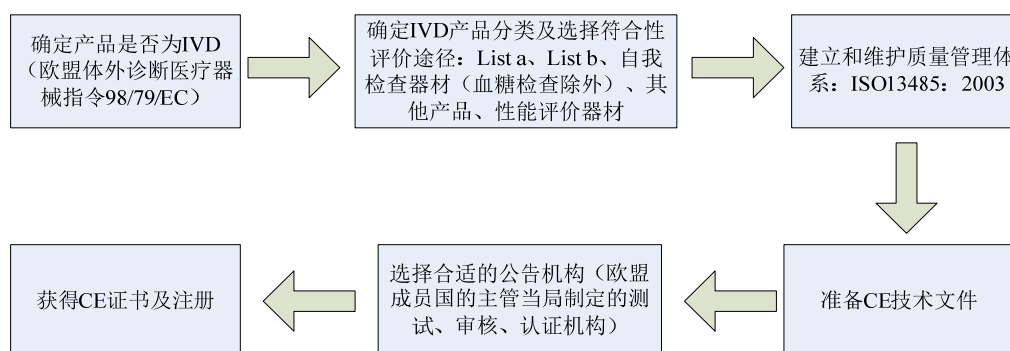 确定产品是否为IVD
（欧盟体外诊断医疗器
械指令98/79/EC）
确定IVD产品分类及选择符合性
评价途径：List a、List b、自我
检查器材（血糖检查除外）、其
他产品、性能评价器材
建立和维护质量管理体
系：ISO13485：2003
准备CE技术文件
选择合适的公告机构（欧盟
成员国的主管当局制定的测
试、审核、认证机构）
获得CE证书及注册